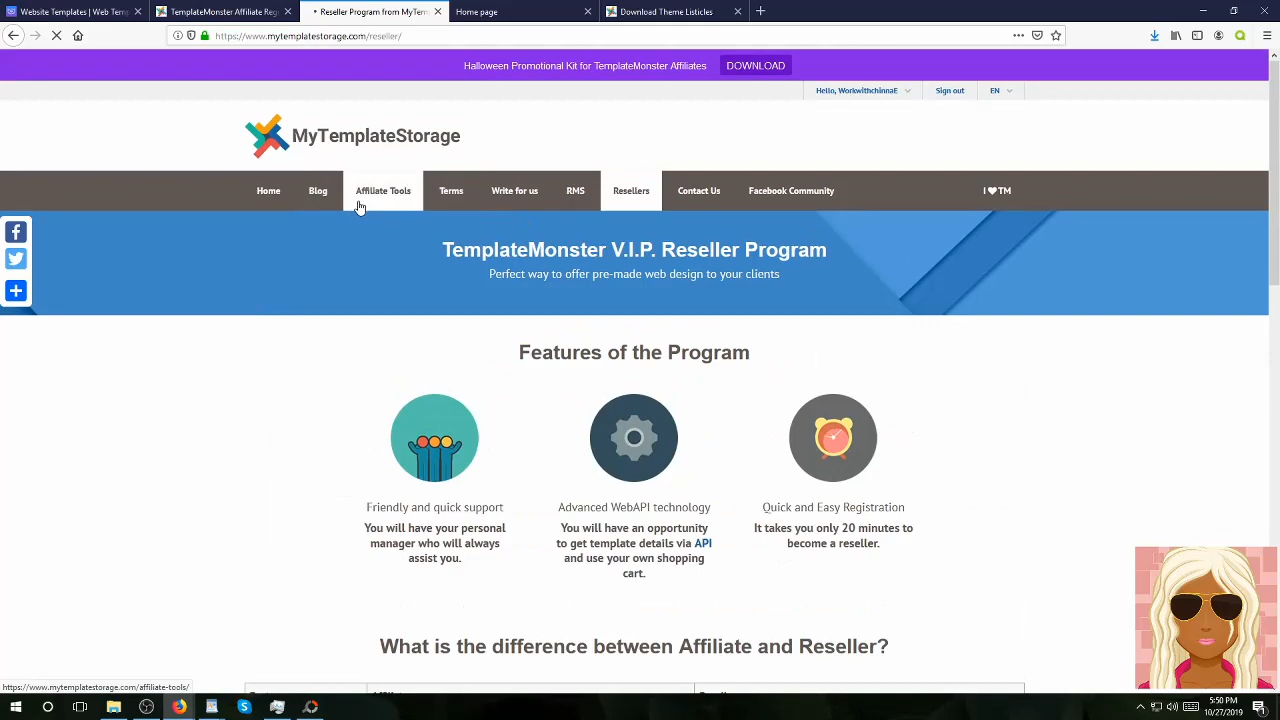 Website Templates | Web Temp
TemplateMonster Affiliate Reg
Reseller Program from MyTem
Home page
Download Theme Listicles
https://www.mytemplatestorage.com/reseller/
Halloween Promotional Kit for TemplateMonster Affiliates
DOWNLOAD
Hello, WorkwithchinnaE
Sign out
EN
MyTemplateStorage
Home
Blog
Affiliate Tools
Terms
Write for us
RMS
Resellers
Contact Us
Facebook Community
I ❤ TM
TemplateMonster V.I.P. Reseller Program
Perfect way to offer pre-made web design to your clients
Features of the Program
Friendly and quick support
You will have your personal
manager who will always
assist you.
Advanced WebAPI technology
You will have an opportunity
to get template details via API
and use your own shopping
cart.
Quick and Easy Registration
It takes you only 20 minutes to
become a reseller.
What is the difference between Affiliate and Reseller?
https://www.mytemplatestorage.com/affiliate-tools/
5:50 PM
10/27/2019